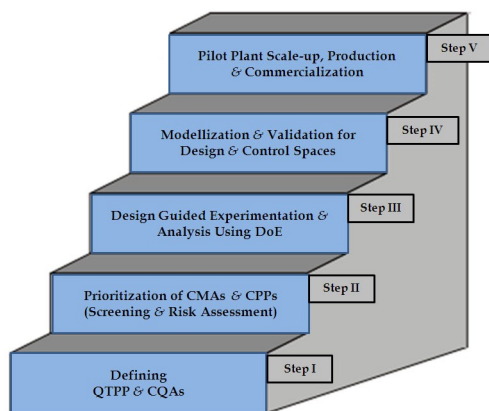 Pilot Plant Scale-up, Production
& Commercialization
Step V
Modellization & Validation for
Design & Control Spaces
Step IV
Design Guided Experimentation &
Analysis Using DoE
Step III
Prioritization of CMAs & CPPs
(Screening & Risk Assessment)
Step II
Defining
QTPP & CQAs
Step I